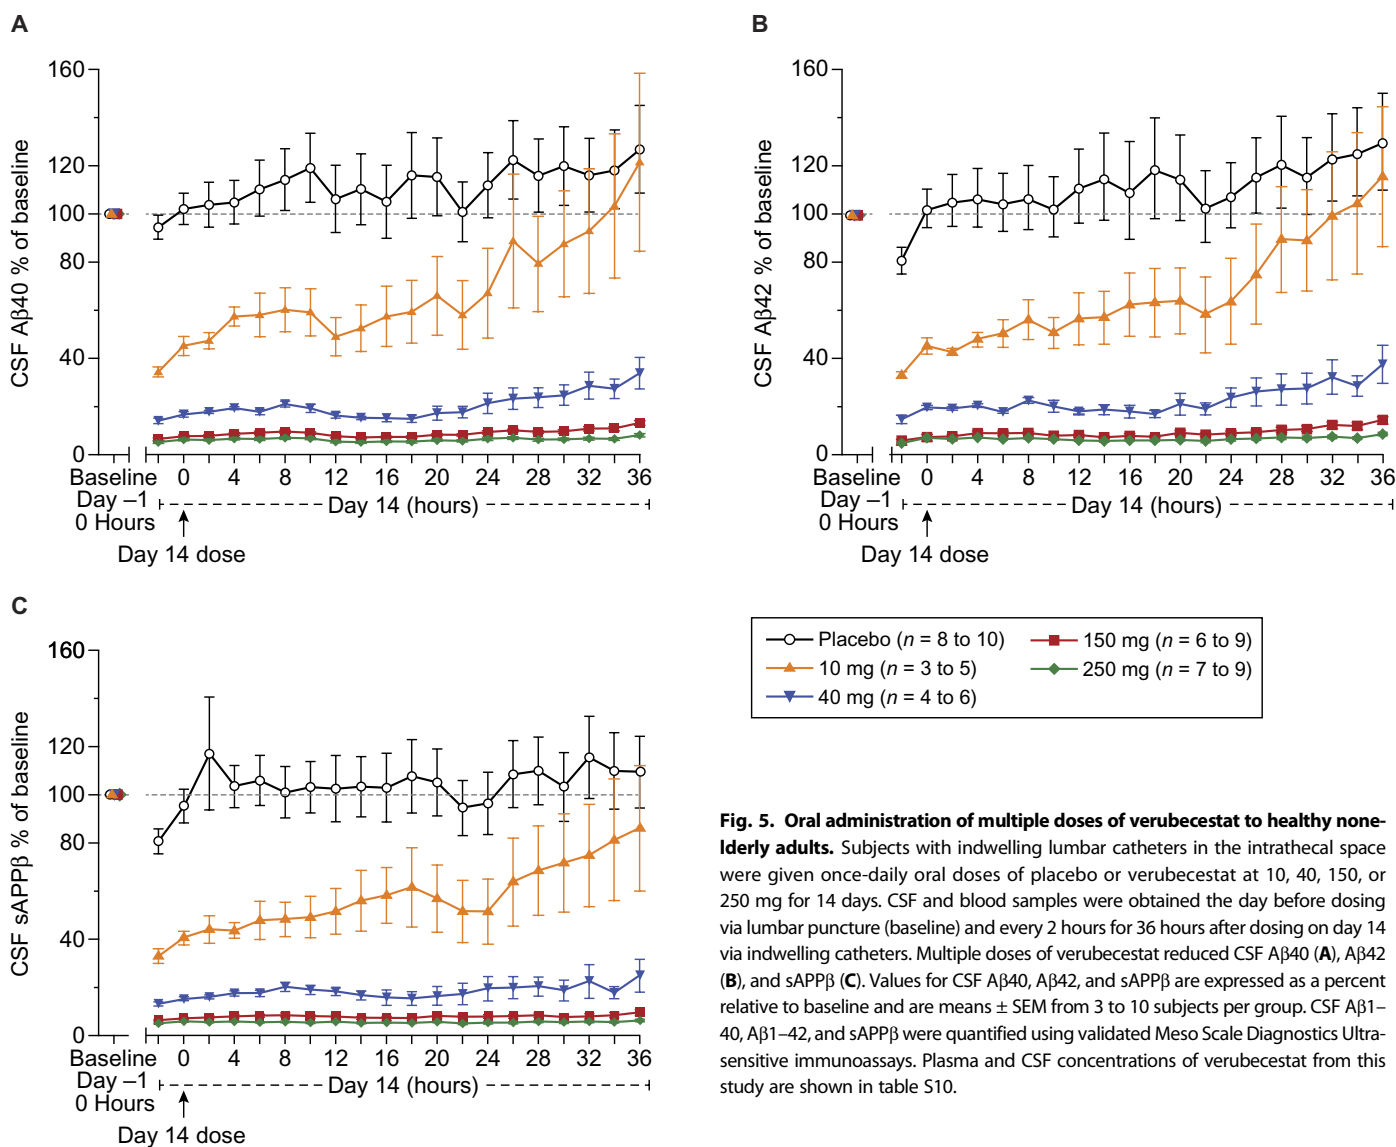 A
160
120
100
80
40
0
CSF Aβ40 % of baseline
Baseline
Day –1
0 Hours
0 4 8 12 16 20 24 28 32 36
Day 14 (hours)
Day 14 dose
B
160
120
100
80
40
0
CSF Aβ42 % of baseline
Baseline
Day –1
0 Hours
0 4 8 12 16 20 24 28 32 36
Day 14 (hours)
Day 14 dose
C
160
120
100
80
40
0
CSF sAPPβ % of baseline
Baseline
Day –1
0 Hours
0 4 8 12 16 20 24 28 32 36
Day 14 (hours)
Day 14 dose
Placebo (n = 8 to 10)
10 mg (n = 3 to 5)
40 mg (n = 4 to 6)
150 mg (n = 6 to 9)
250 mg (n = 7 to 9)
Fig. 5. Oral administration of multiple doses of verubecestat to healthy none-
lderly adults. Subjects with indwelling lumbar catheters in the intrathecal space
were given once-daily oral doses of placebo or verubecestat at 10, 40, 150, or
250 mg for 14 days. CSF and blood samples were obtained the day before dosing
via lumbar puncture (baseline) and every 2 hours for 36 hours after dosing on day 14
via indwelling catheters. Multiple doses of verubecestat reduced CSF Aβ40 (A), Aβ42
(B), and sAPPβ (C). Values for CSF Aβ40, Aβ42, and sAPPβ are expressed as a percent
relative to baseline and are means ± SEM from 3 to 10 subjects per group. CSF Aβ1–
40, Aβ1–42, and sAPPβ were quantified using validated Meso Scale Diagnostics Ultra-
sensitive immunoassays. Plasma and CSF concentrations of verubecestat from this
study are shown in table S10.